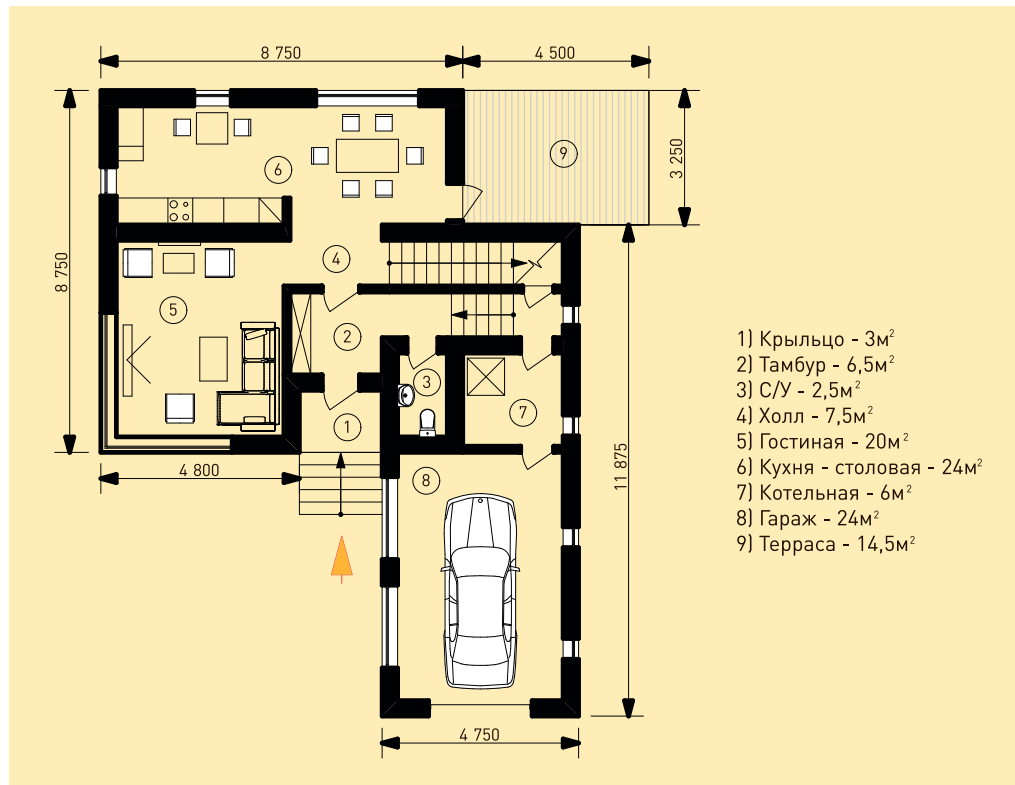 8 750
4 500
9
3 250
6
4
8 750
5
2
3
7
1
8
4 800
11 875
4 750
1) Крыльцо - 3м²
2) Тамбур - 6,5м²
3) С/У - 2,5м²
4) Холл - 7,5м²
5) Гостиная - 20м²
6) Кухня - столовая - 24м²
7) Котельная - 6м²
8) Гараж - 24м²
9) Терраса - 14,5м²